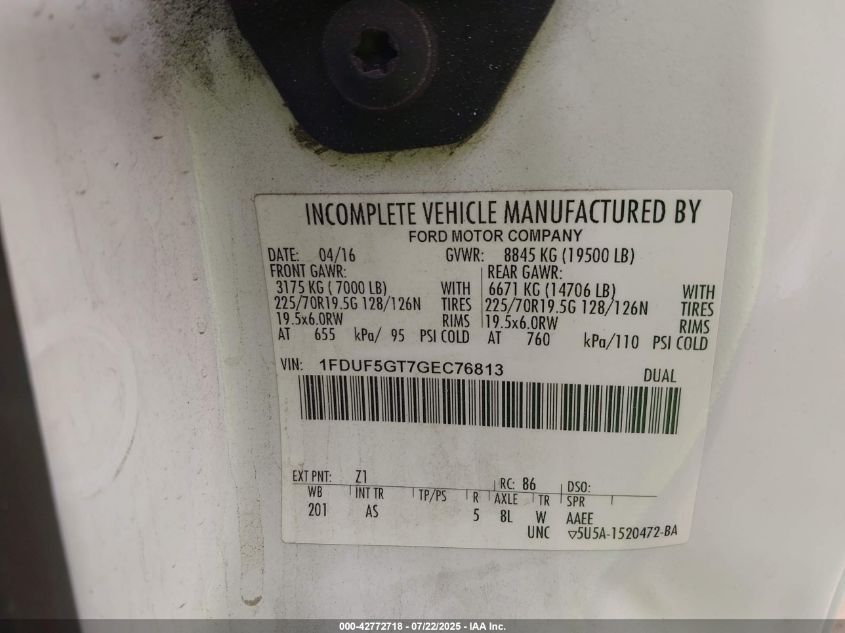 INCOMPLETE VEHICLE MANUFACTURED BY
FORD MOTOR COMPANY
DATE: 04/16 GVWR: 8845 KG (19500 LB)
FRONT GAWR: REAR GAWR:
3175 KG ( 7000 LB) WITH 6671 KG (14706 LB) WITH
225/70R19.5G 128/126N TIRES 225/70R19.5G 128/126N TIRES
19.5x6.0RW RIMS 19.5x6.0RW RIMS
AT 655 kPa/ 95 PSI COLD AT 760 kPa/110 PSI COLD
VIN: 1FDUF5GT7GEC76813 DUAL
EXT PNT: Z1 RC: 86 DSO:
WB INT TR TP/PS R AXLE TR SPR
201 AS 5 8L W AAEE
UNC ▽5U5A-1520472-BA
000-42772718 - 07/22/2025 - IAA Inc.